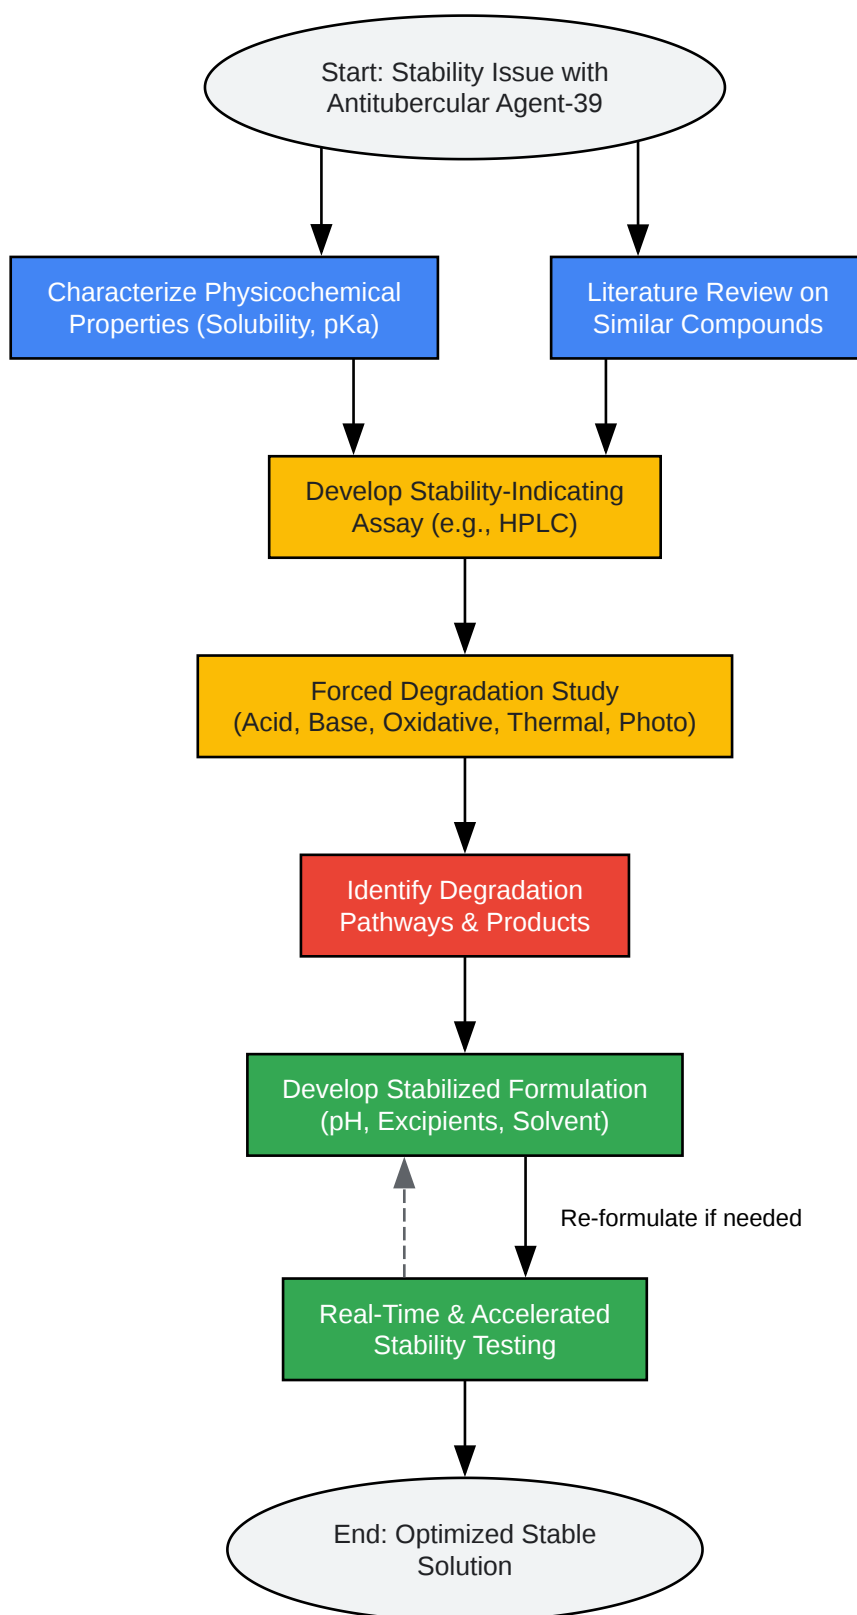 Start: Stability Issue with
Antitubercular Agent-39
Characterize Physicochemical
Properties (Solubility, pKa)
Literature Review on
Similar Compounds
Develop Stability-Indicating
Assay (e.g., HPLC)
Forced Degradation Study
(Acid, Base, Oxidative, Thermal, Photo)
Identify Degradation
Pathways & Products
Develop Stabilized Formulation
(pH, Excipients, Solvent)
Re-formulate if needed
Real-Time & Accelerated
Stability Testing
End: Optimized Stable
Solution